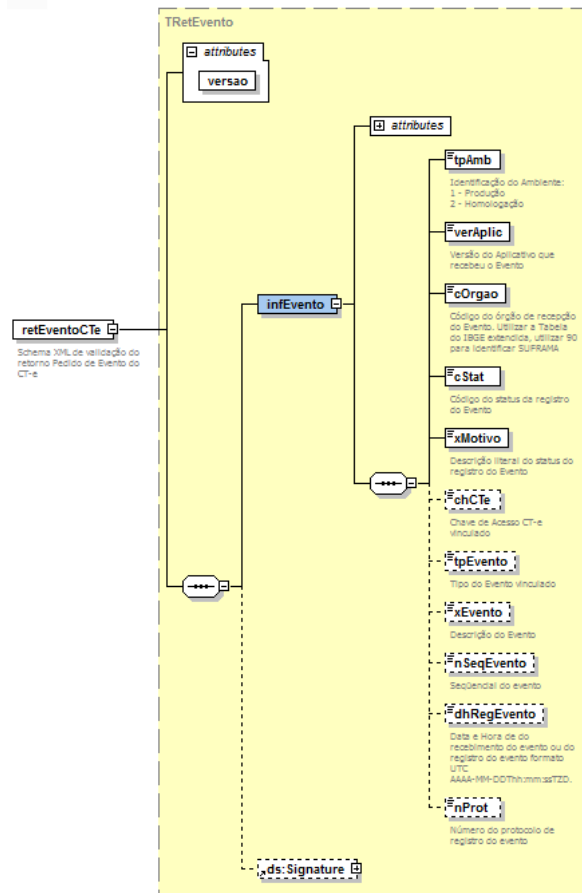 TRetEvento
attributes
versao
attributes
tpAmb
Identificação do Ambiente:
1 - Produção
2 - Homologação
verAplic
Versão do Aplicativo que
recebeu o Evento
cOrgao
Código do órgão de recepção
do Evento. Utilizar a Tabela
do IBGE extendida, utilizar 90
para identificar SUFRAMA
cStat
Código do status da registro
do Evento
xMotivo
Descrição literal do status do
registro do Evento
chCTe
Chave de Acesso CT-e
vinculado
tpEvento
Tipo do Evento vinculado
xEvento
Descrição do Evento
nSeqEvento
Seqüencial do evento
dhRegEvento
Data e Hora de do
recebimento do evento ou do
registro do evento formato
UTC
AAAA-MM-DDThh:mm:ssTZD.
nProt
Número do protocolo de
registro do evento
infEvento
retEventoCTe
Schema XML de validação do
retorno Pedido de Evento do
CT-e
ds:Signature